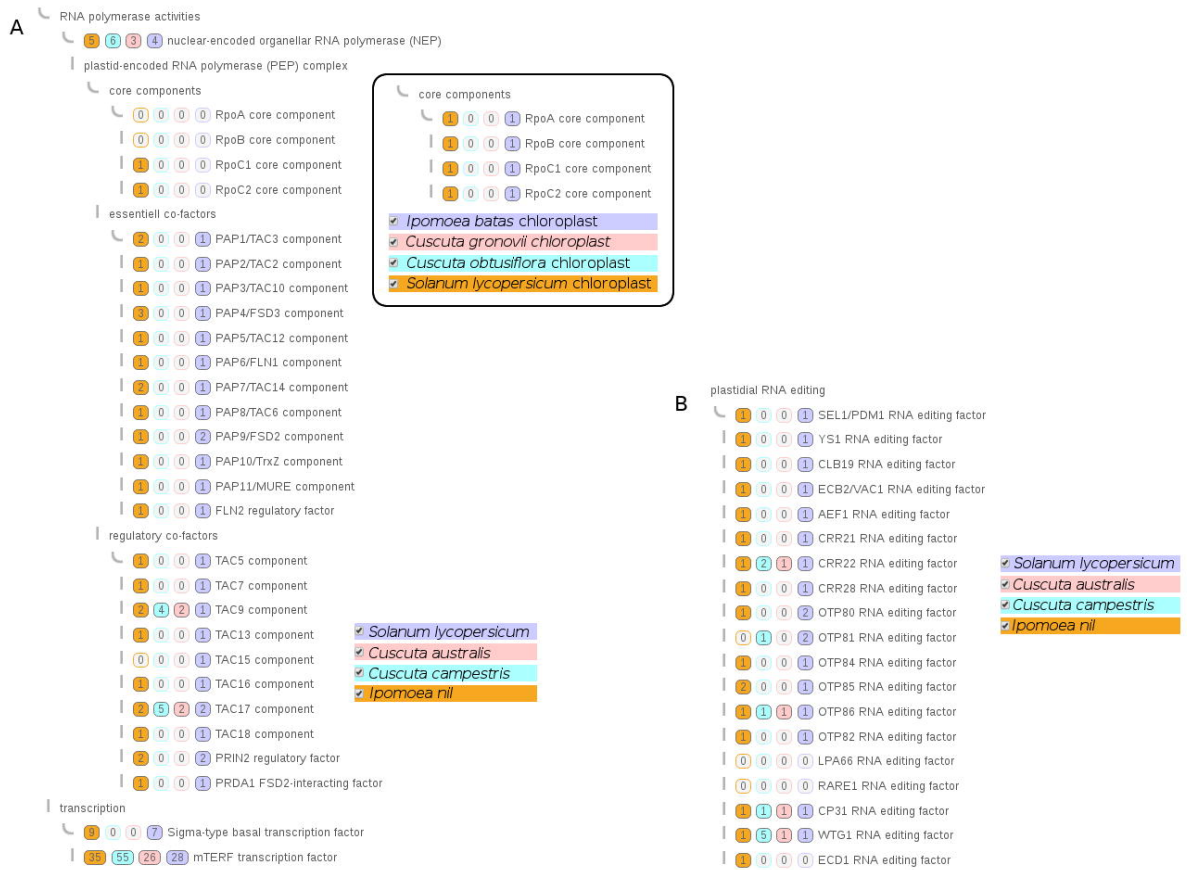 A
RNA polymerase activities
5 6 3 4 nuclear-encoded organellar RNA polymerase (NEP)
plastid-encoded RNA polymerase (PEP) complex
core components
0 0 0 0 RpoA core component
0 0 0 0 RpoB core component
1 0 0 0 RpoC1 core component
1 0 0 0 RpoC2 core component
essentiell co-factors
2 0 0 1 PAP1/TAC3 component
1 0 0 1 PAP2/TAC2 component
1 0 0 1 PAP3/TAC10 component
3 0 0 1 PAP4/FSD3 component
1 0 0 1 PAP5/TAC12 component
1 0 0 1 PAP6/FLN1 component
2 0 0 1 PAP7/TAC14 component
1 0 0 1 PAP8/TAC6 component
1 0 0 2 PAP9/FSD2 component
1 0 0 1 PAP10/TrxZ component
1 0 0 1 PAP11/MURE component
1 0 0 1 FLN2 regulatory factor
regulatory co-factors
1 0 0 1 TAC5 component
1 0 0 1 TAC7 component
2 4 2 1 TAC9 component
1 0 0 1 TAC13 component
0 0 0 1 TAC15 component
1 0 0 1 TAC16 component
2 5 2 2 TAC17 component
1 0 0 1 TAC18 component
2 0 0 2 PRIN2 regulatory factor
1 0 0 1 PRDA1 FSD2-interacting factor
transcription
9 0 0 7 Sigma-type basal transcription factor
35 55 26 28 mTERF transcription factor
core components
1 0 0 1 RpoA core component
1 0 0 1 RpoB core component
1 0 0 1 RpoC1 core component
1 0 0 1 RpoC2 core component
Ipomoea batas chloroplast
Cuscuta gronovii chloroplast
Cuscuta obtusiflora chloroplast
Solanum lycopersicum chloroplast
Solanum lycopersicum
Cuscuta australis
Cuscuta campestris
Ipomoea nil
B
plastidial RNA editing
1 0 0 1 SEL1/PDM1 RNA editing factor
1 0 0 1 YS1 RNA editing factor
1 0 0 1 CLB19 RNA editing factor
1 0 0 1 ECB2/VAC1 RNA editing factor
1 0 0 1 AEF1 RNA editing factor
1 0 0 1 CRR21 RNA editing factor
1 2 1 1 CRR22 RNA editing factor
1 0 0 1 CRR28 RNA editing factor
1 0 0 2 OTP80 RNA editing factor
0 1 0 2 OTP81 RNA editing factor
1 0 0 1 OTP84 RNA editing factor
2 0 0 1 OTP85 RNA editing factor
1 1 1 1 OTP86 RNA editing factor
1 0 0 1 OTP82 RNA editing factor
0 0 0 0 LPA66 RNA editing factor
0 0 0 0 RARE1 RNA editing factor
1 1 1 1 CP31 RNA editing factor
1 5 1 1 WTG1 RNA editing factor
1 0 0 0 ECD1 RNA editing factor
Solanum lycopersicum
Cuscuta australis
Cuscuta campestris
Ipomoea nil